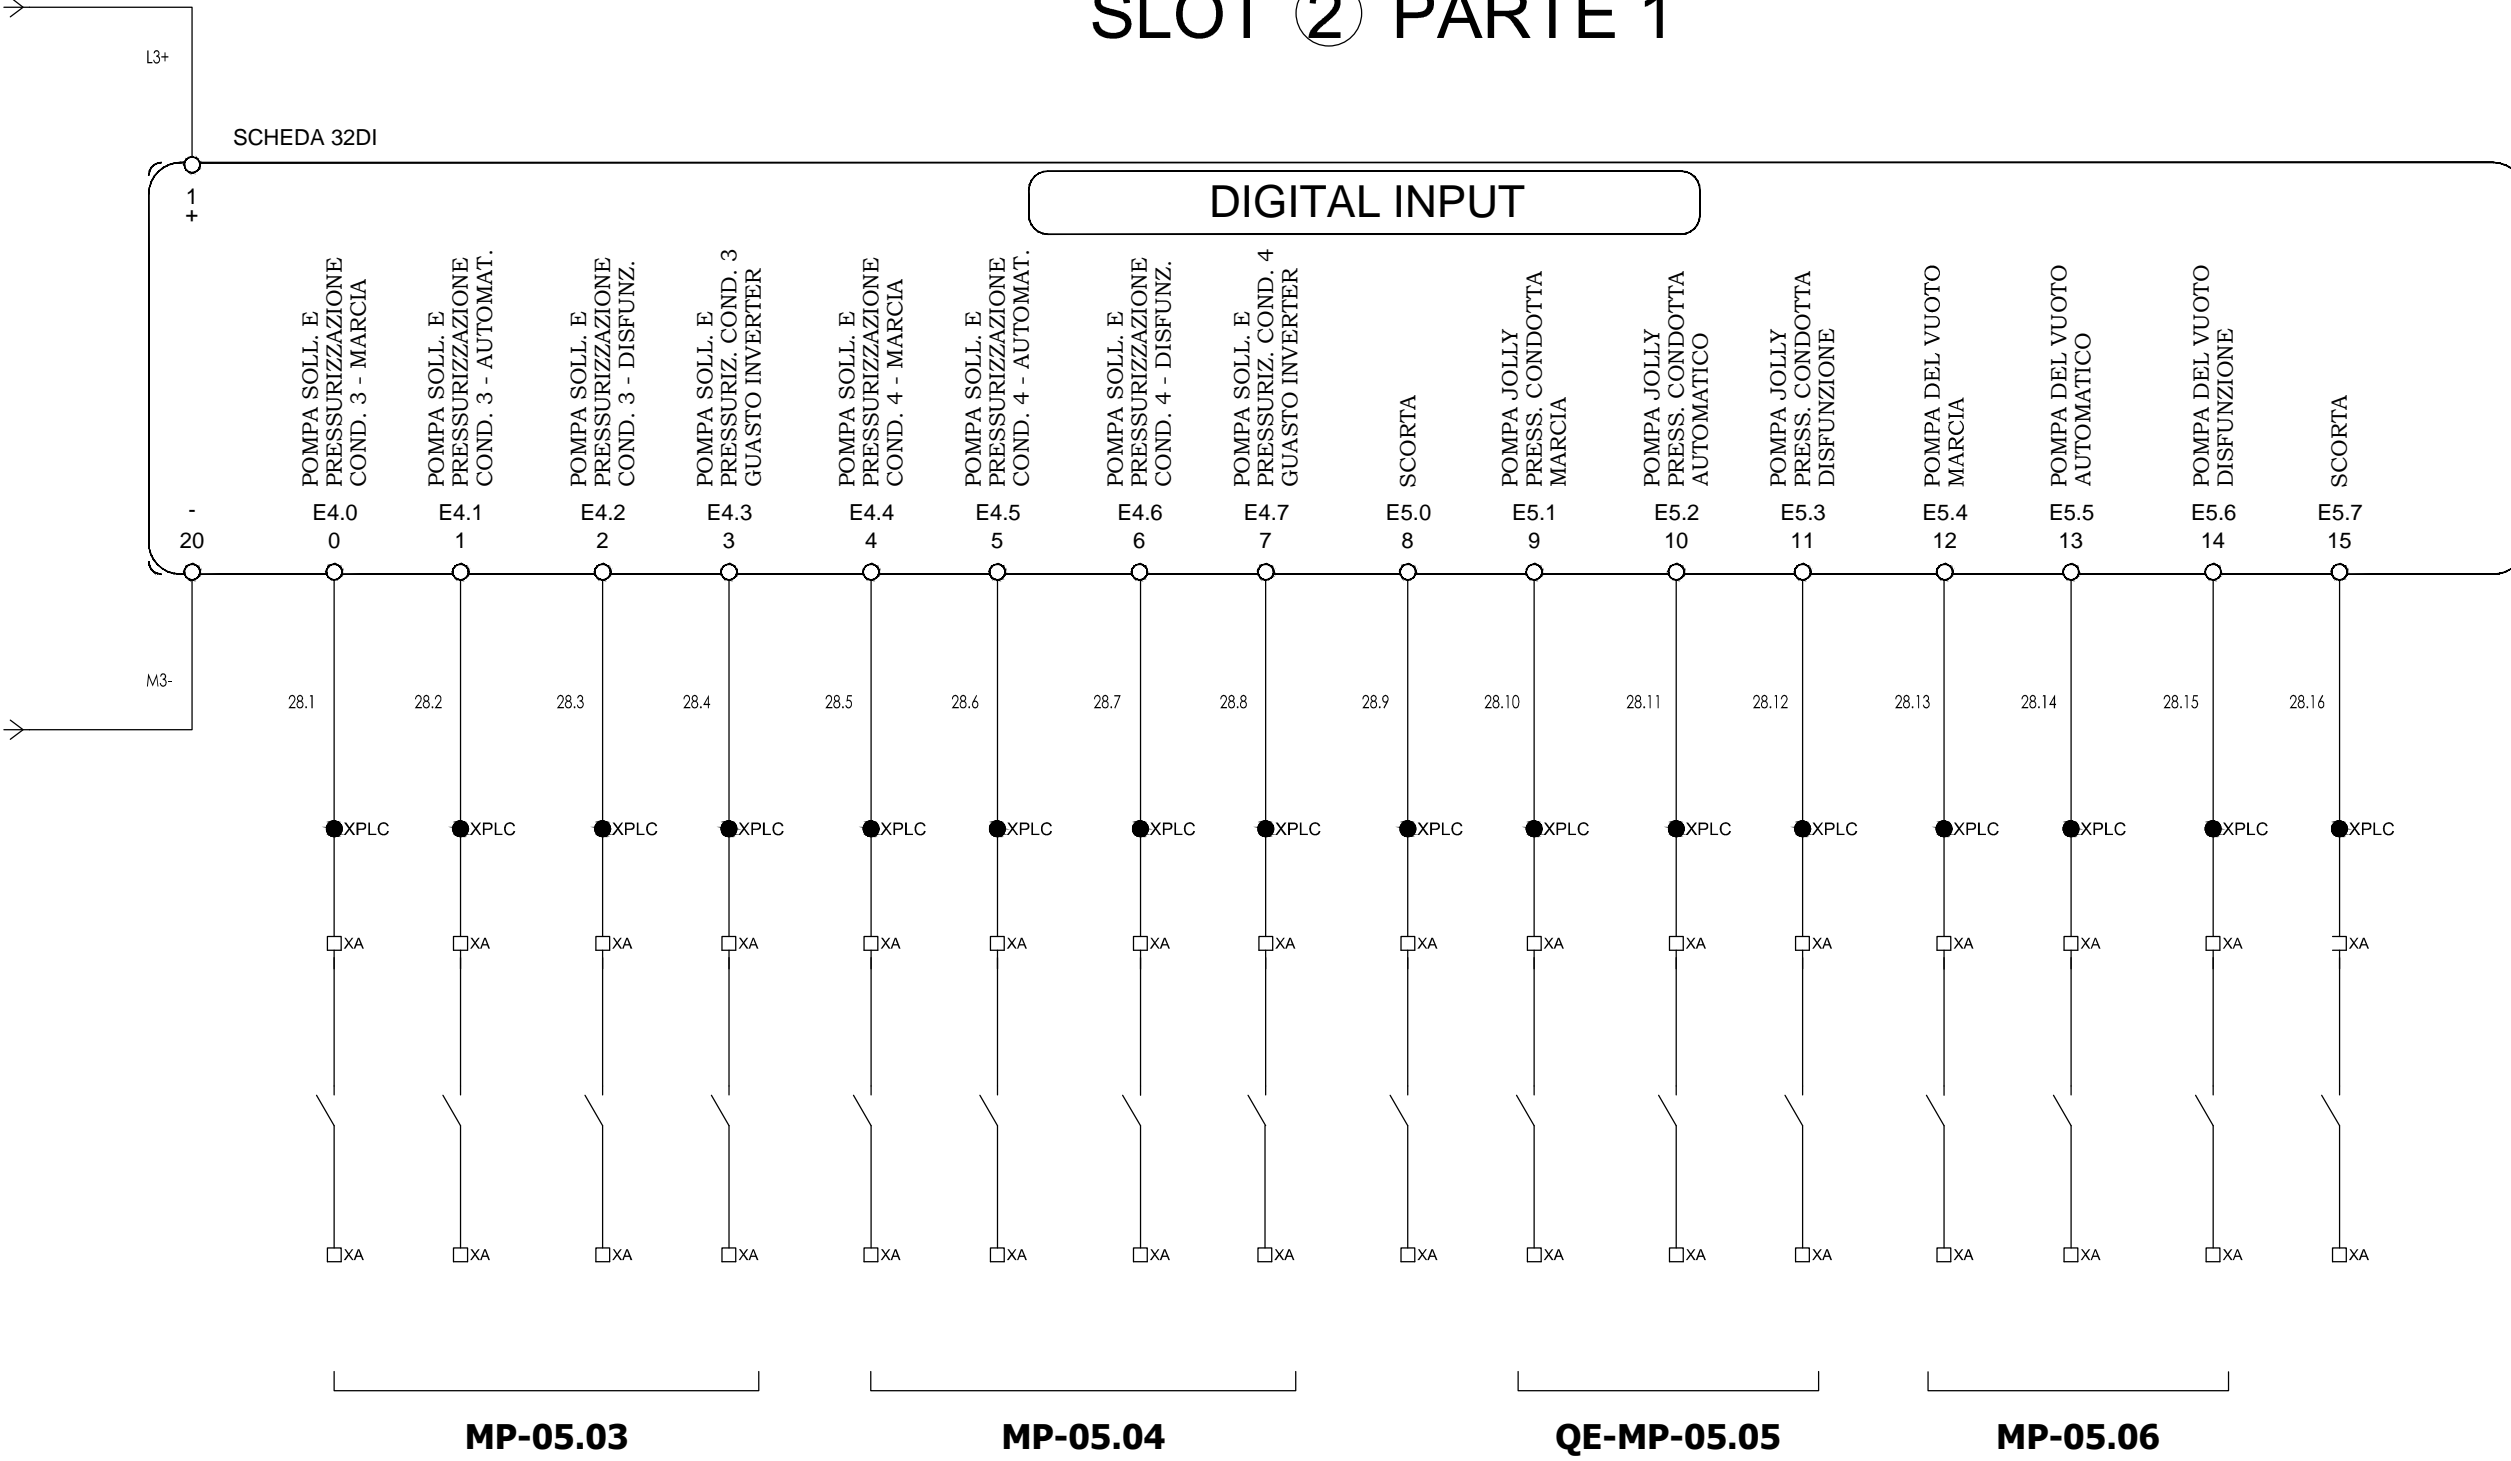 SLOT 2 PARTE 1
L3+
SCHEDA 32DI
DIGITAL INPUT
1
+
POMPA SOLL. E
PRESSURIZZAZIONE
COND. 3 - MARCIA
POMPA SOLL. E
PRESSURIZZAZIONE
COND. 3 - AUTOMAT.
POMPA SOLL. E
PRESSURIZZAZIONE
COND. 3 - DISFUNZ.
POMPA SOLL. E
PRESSURIZ. COND. 3
GUASTO INVERTER
POMPA SOLL. E
PRESSURIZZAZIONE
COND. 4 - MARCIA
POMPA SOLL. E
PRESSURIZZAZIONE
COND. 4 - AUTOMAT.
POMPA SOLL. E
PRESSURIZZAZIONE
COND. 4 - DISFUNZ.
POMPA SOLL. E
PRESSURIZ. COND. 4
GUASTO INVERTER
SCORTA
POMPA JOLLY
PRESS. CONDOTTA
MARCIA
POMPA JOLLY
PRESS. CONDOTTA
AUTOMATICO
POMPA JOLLY
PRESS. CONDOTTA
DISFUNZIONE
POMPA DEL VUOTO
MARCIA
POMPA DEL VUOTO
AUTOMATICO
POMPA DEL VUOTO
DISFUNZIONE
SCORTA
- E4.0 E4.1 E4.2 E4.3 E4.4 E4.5 E4.6 E4.7 E5.0 E5.1 E5.2 E5.3 E5.4 E5.5 E5.6 E5.7
20 0 1 2 3 4 5 6 7 8 9 10 11 12 13 14 15
M3-
28.1 28.2 28.3 28.4 28.5 28.6 28.7 28.8 28.9 28.10 28.11 28.12 28.13 28.14 28.15 28.16
XPLC XPLC XPLC XPLC XPLC XPLC XPLC XPLC XPLC XPLC XPLC XPLC XPLC XPLC XPLC XPLC
XA XA XA XA XA XA XA XA XA XA XA XA XA XA XA XA
XA XA XA XA XA XA XA XA XA XA XA XA XA XA XA XA
MP-05.03 MP-05.04 QE-MP-05.05 MP-05.06